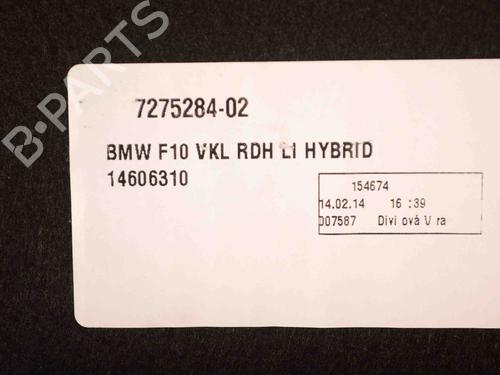 B-PARTS
7275284-02
BMW F10 VKL RDH LI HYBRID
14606310
154674
14.02.14 16:39
007587 Divi ová V ra